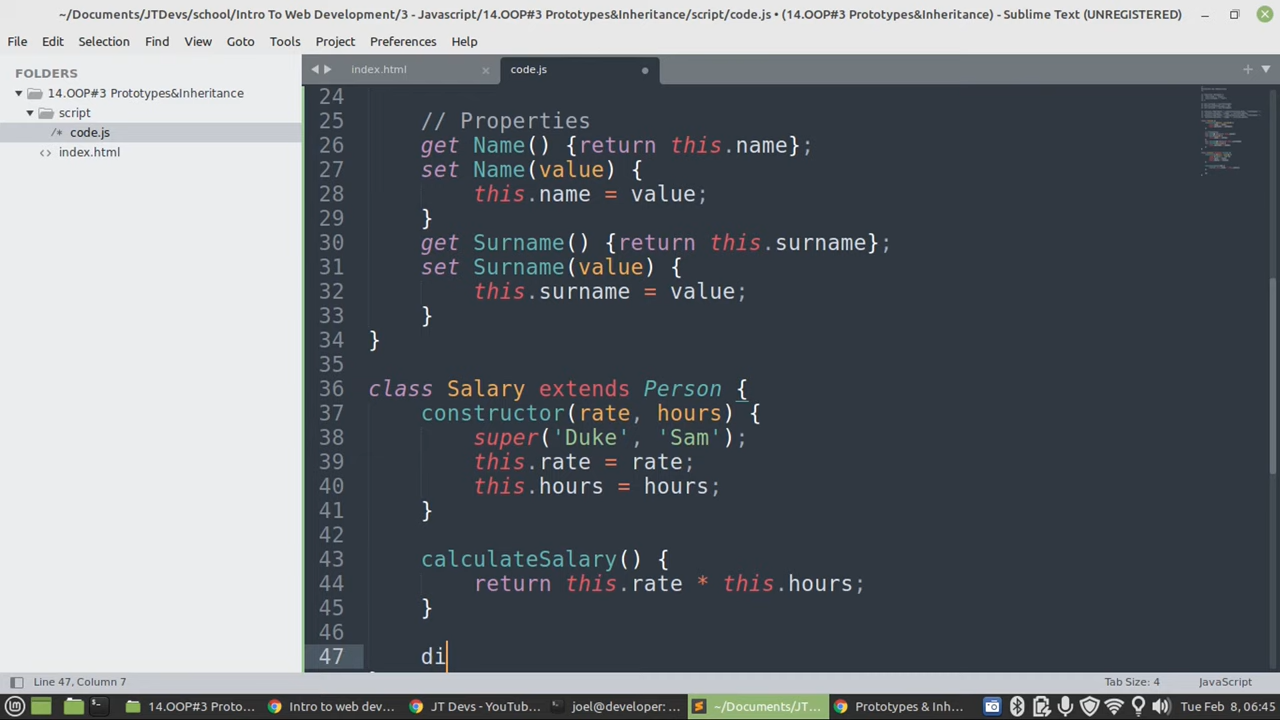 ~/Documents/JTDevs/school/Intro To Web Development/3 - Javascript/14.OOP#3 Prototypes&Inheritance/script/code.js • (14.OOP#3 Prototypes&Inheritance) - Sublime Text (UNREGISTERED)
File Edit Selection Find View Goto Tools Project Preferences Help
FOLDERS
14.OOP#3 Prototypes&Inheritance
script
/* code.js
<> index.html
index.html code.js
24
25 // Properties
26 get Name() {return this.name};
27 set Name(value) {
28 this.name = value;
29 }
30 get Surname() {return this.surname};
31 set Surname(value) {
32 this.surname = value;
33 }
34 }
35
36 class Salary extends Person {
37 constructor(rate, hours) {
38 super('Duke', 'Sam');
39 this.rate = rate;
40 this.hours = hours;
41 }
42
43 calculateSalary() {
44 return this.rate * this.hours;
45 }
46
47 di
Line 47, Column 7 Tab Size: 4 JavaScript
14.OOP#3 Proto... Intro to web dev... JT Devs - YouTub... joel@developer: ... ~/Documents/JT... Prototypes & Inh... Tue Feb 8, 06:45